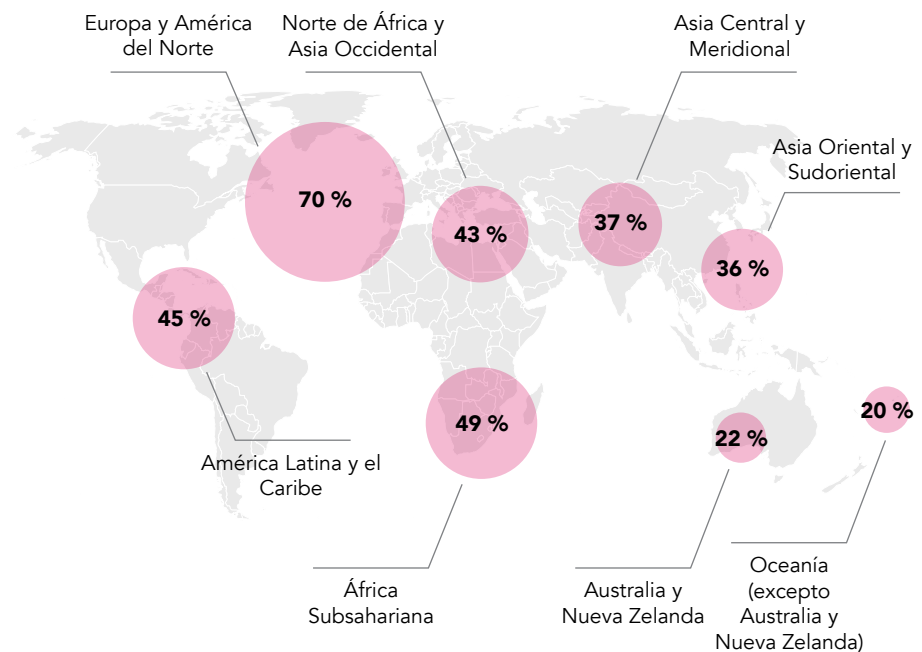 Europa y América
del Norte
Norte de África y
Asia Occidental
Asia Central y
Meridional
Asia Oriental y
Sudoriental
70 %
43 %
37 %
36 %
45 %
49 %
22 %
20 %
América Latina y el
Caribe
África
Subsahariana
Australia y
Nueva Zelanda
Oceanía
(excepto
Australia y
Nueva Zelanda)